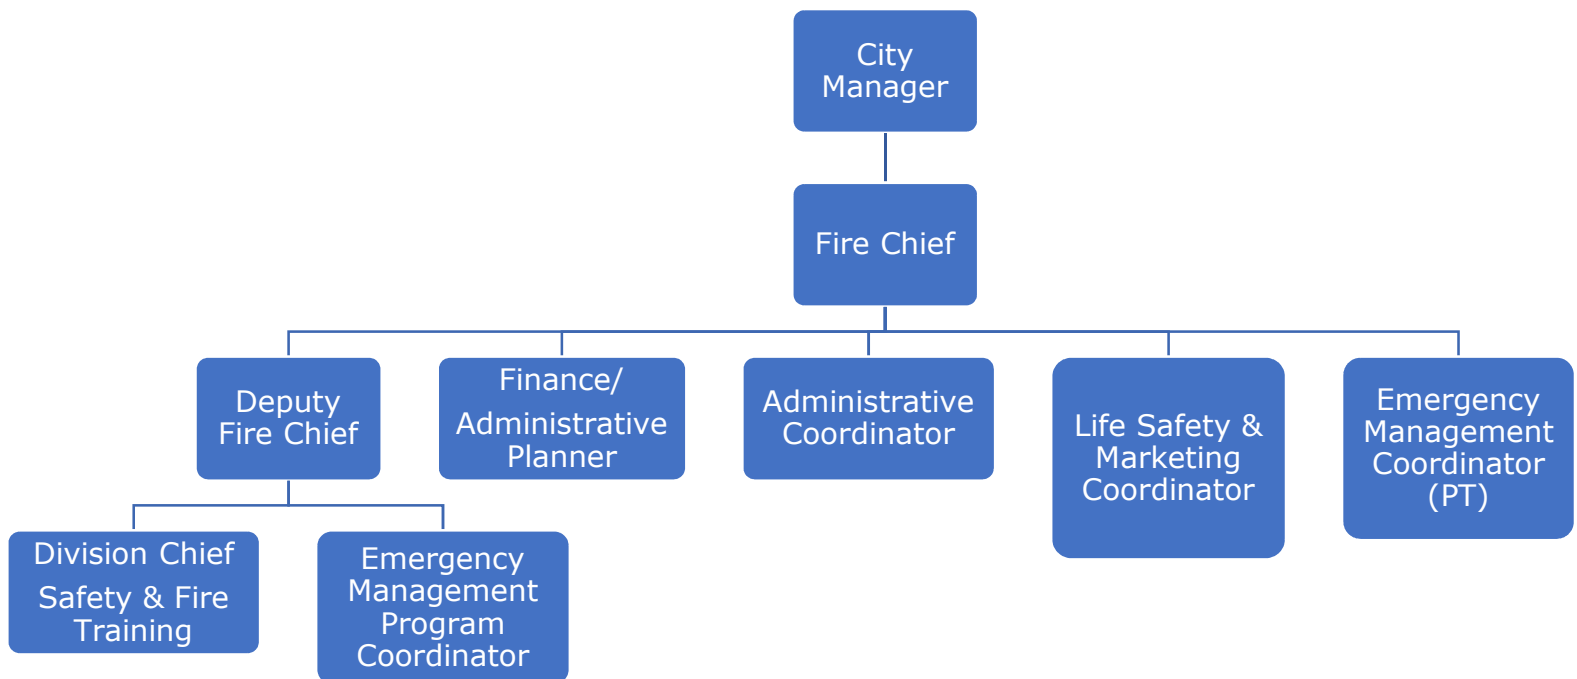 City
Manager
Fire Chief
Deputy
Fire Chief
Finance/
Administrative
Planner
Administrative
Coordinator
Life Safety &
Marketing
Coordinator
Emergency
Management
Coordinator
(PT)
Division Chief
Safety & Fire
Training
Emergency
Management
Program
Coordinator